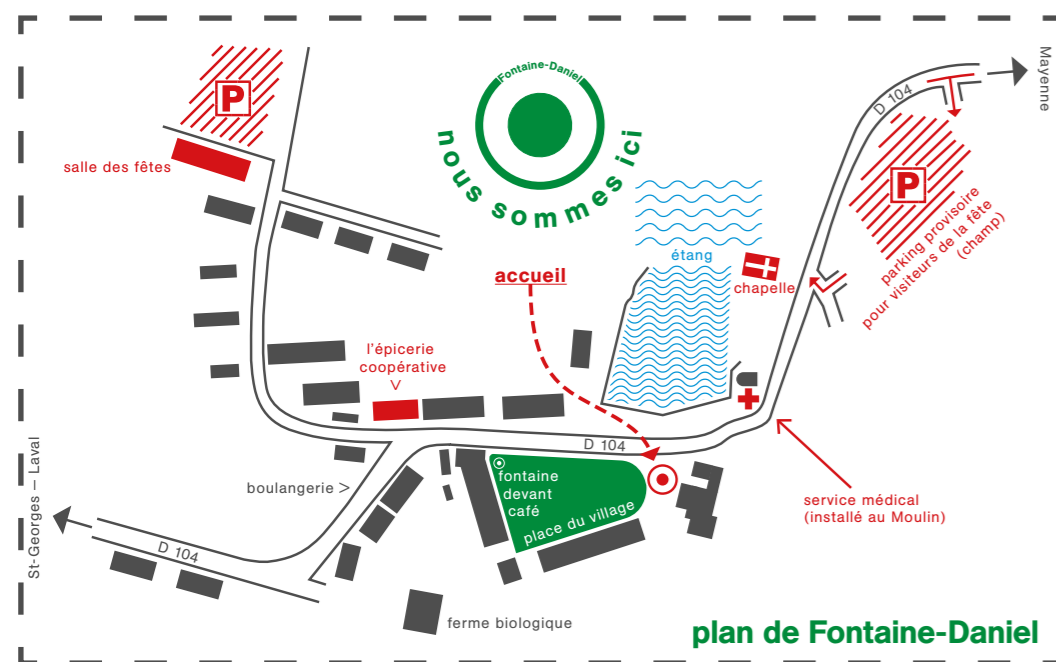 Fontaine-Daniel
nous sommes ici
Mayenne
D 104
P
salle des fêtes
P
parking provisoire
pour visiteurs de la fête
(champ)
étang
chapelle
accueil
l'épicerie
coopérative
>
D 104
fontaine
devant
café
place du village
boulangerie >
service médical
(installé au Moulin)
St-Georges – Laval
D 104
ferme biologique
plan de Fontaine-Daniel